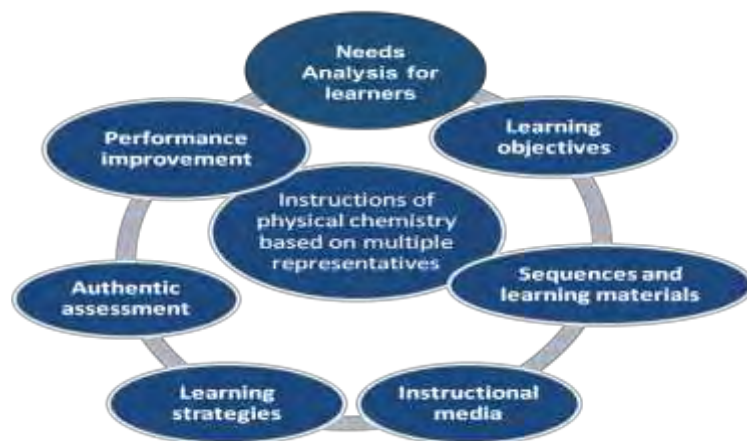 Needs
Analysis for
learners
Learning
objectives
Sequences and
learning materials
Instructional
media
Learning
strategies
Authentic
assessment
Performance
improvement
Instructions of
physical chemistry
based on multiple
representatives